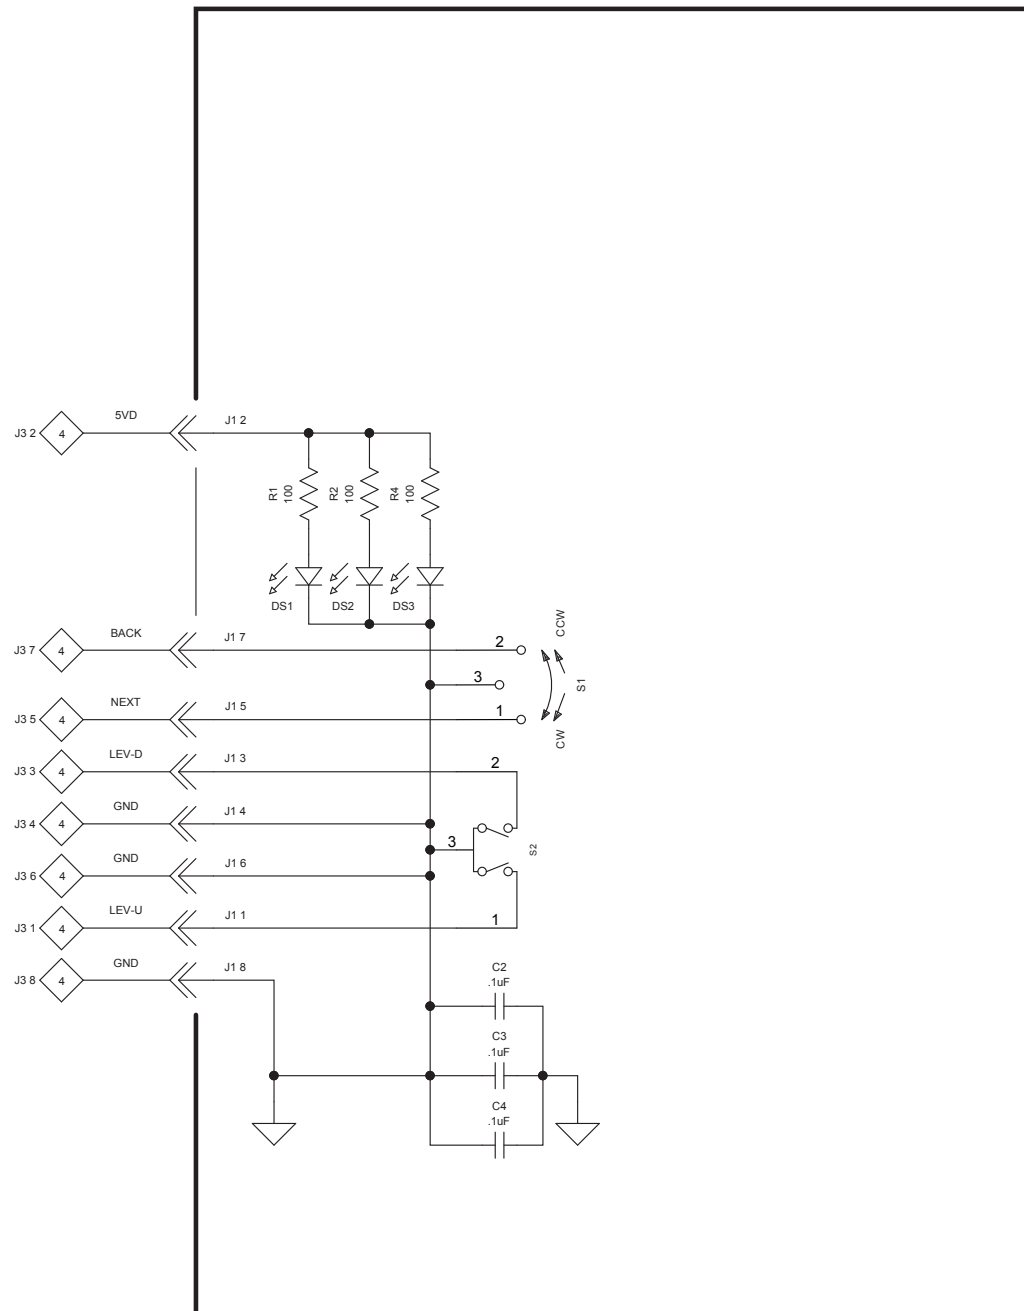 5VD
J3 2 4 J1 2
R1 100 R2 100 R4 100
DS1 DS2 DS3
BACK
J3 7 4 J1 7 2 CCW
3 S1
NEXT
J3 5 4 J1 5 1 CW
LEV-D
J3 3 4 J1 3 2
GND
J3 4 4 J1 4
3 S2
GND
J3 6 4 J1 6
LEV-U
J3 1 4 J1 1 1
GND
J3 8 4 J1 8
C2
.1uF
C3
.1uF
C4
.1uF